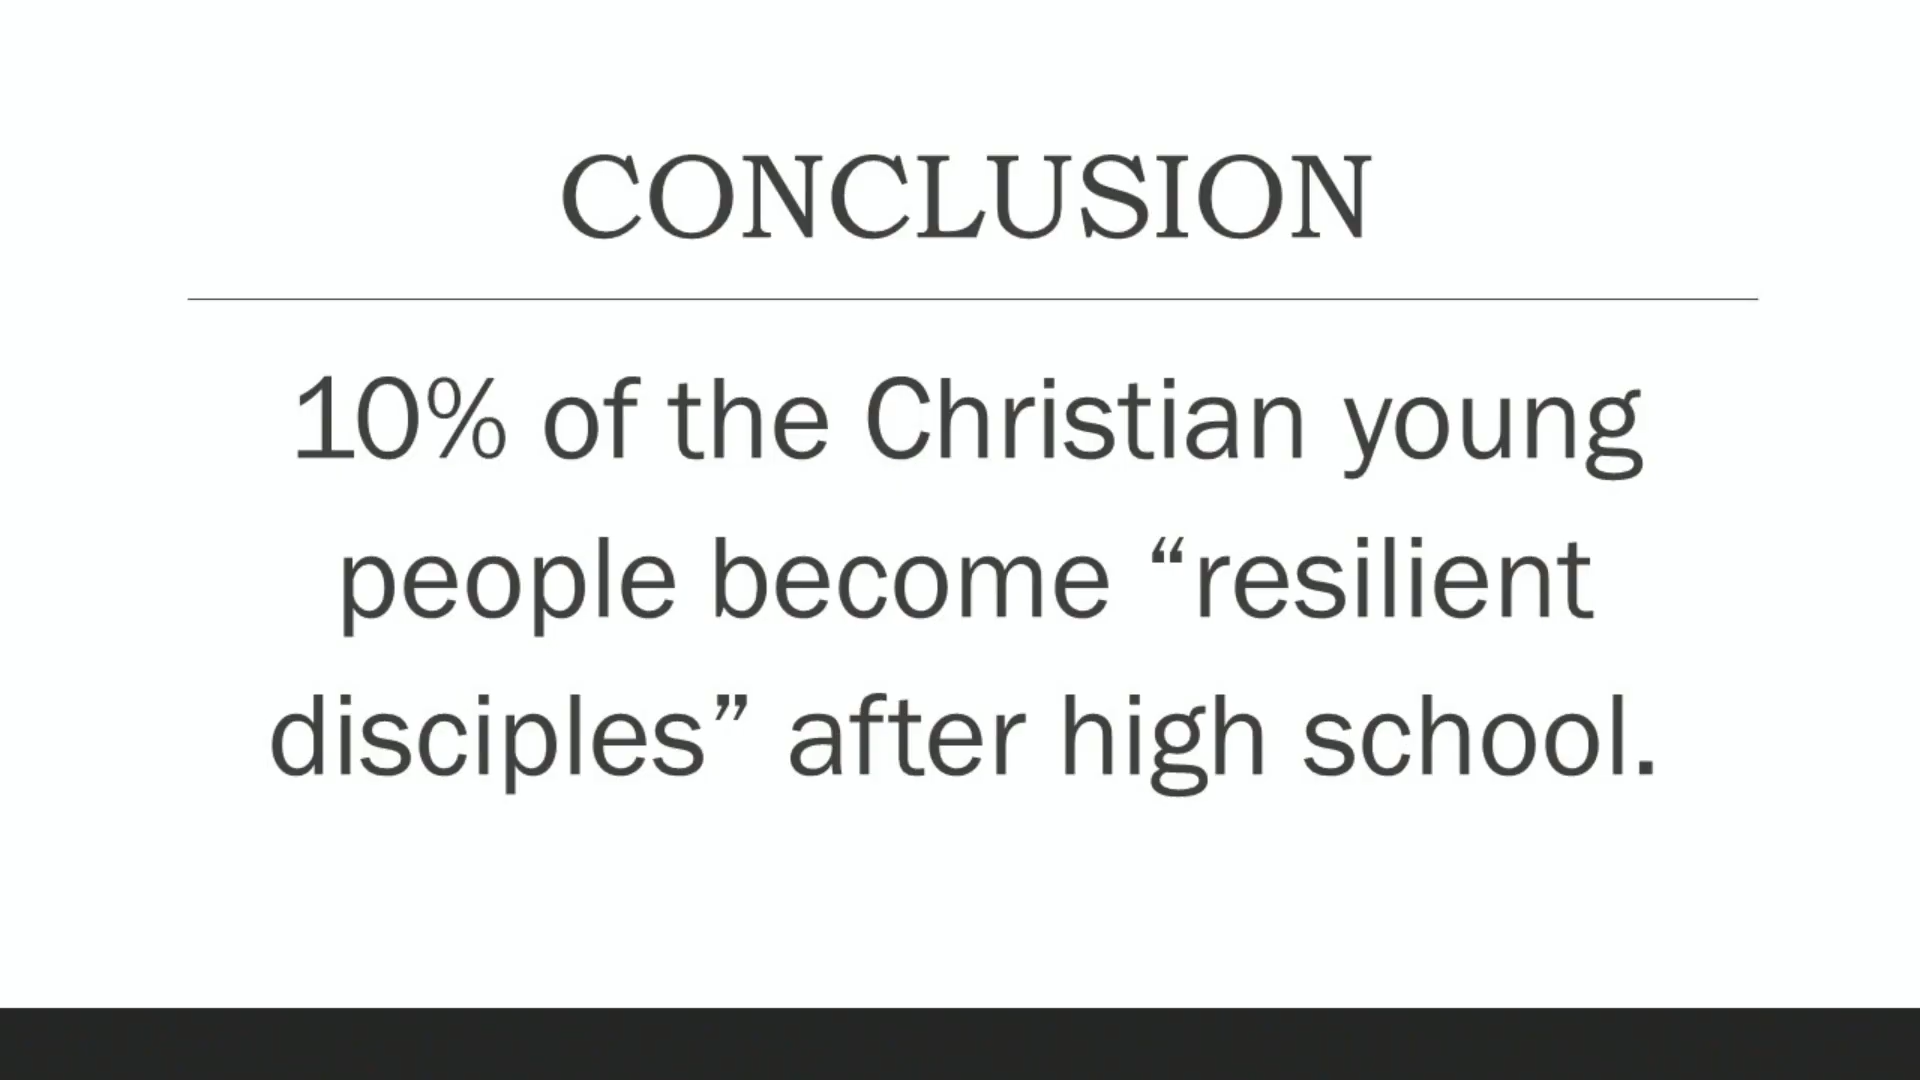 CONCLUSION
10% of the Christian young
people become “resilient
disciples” after high school.